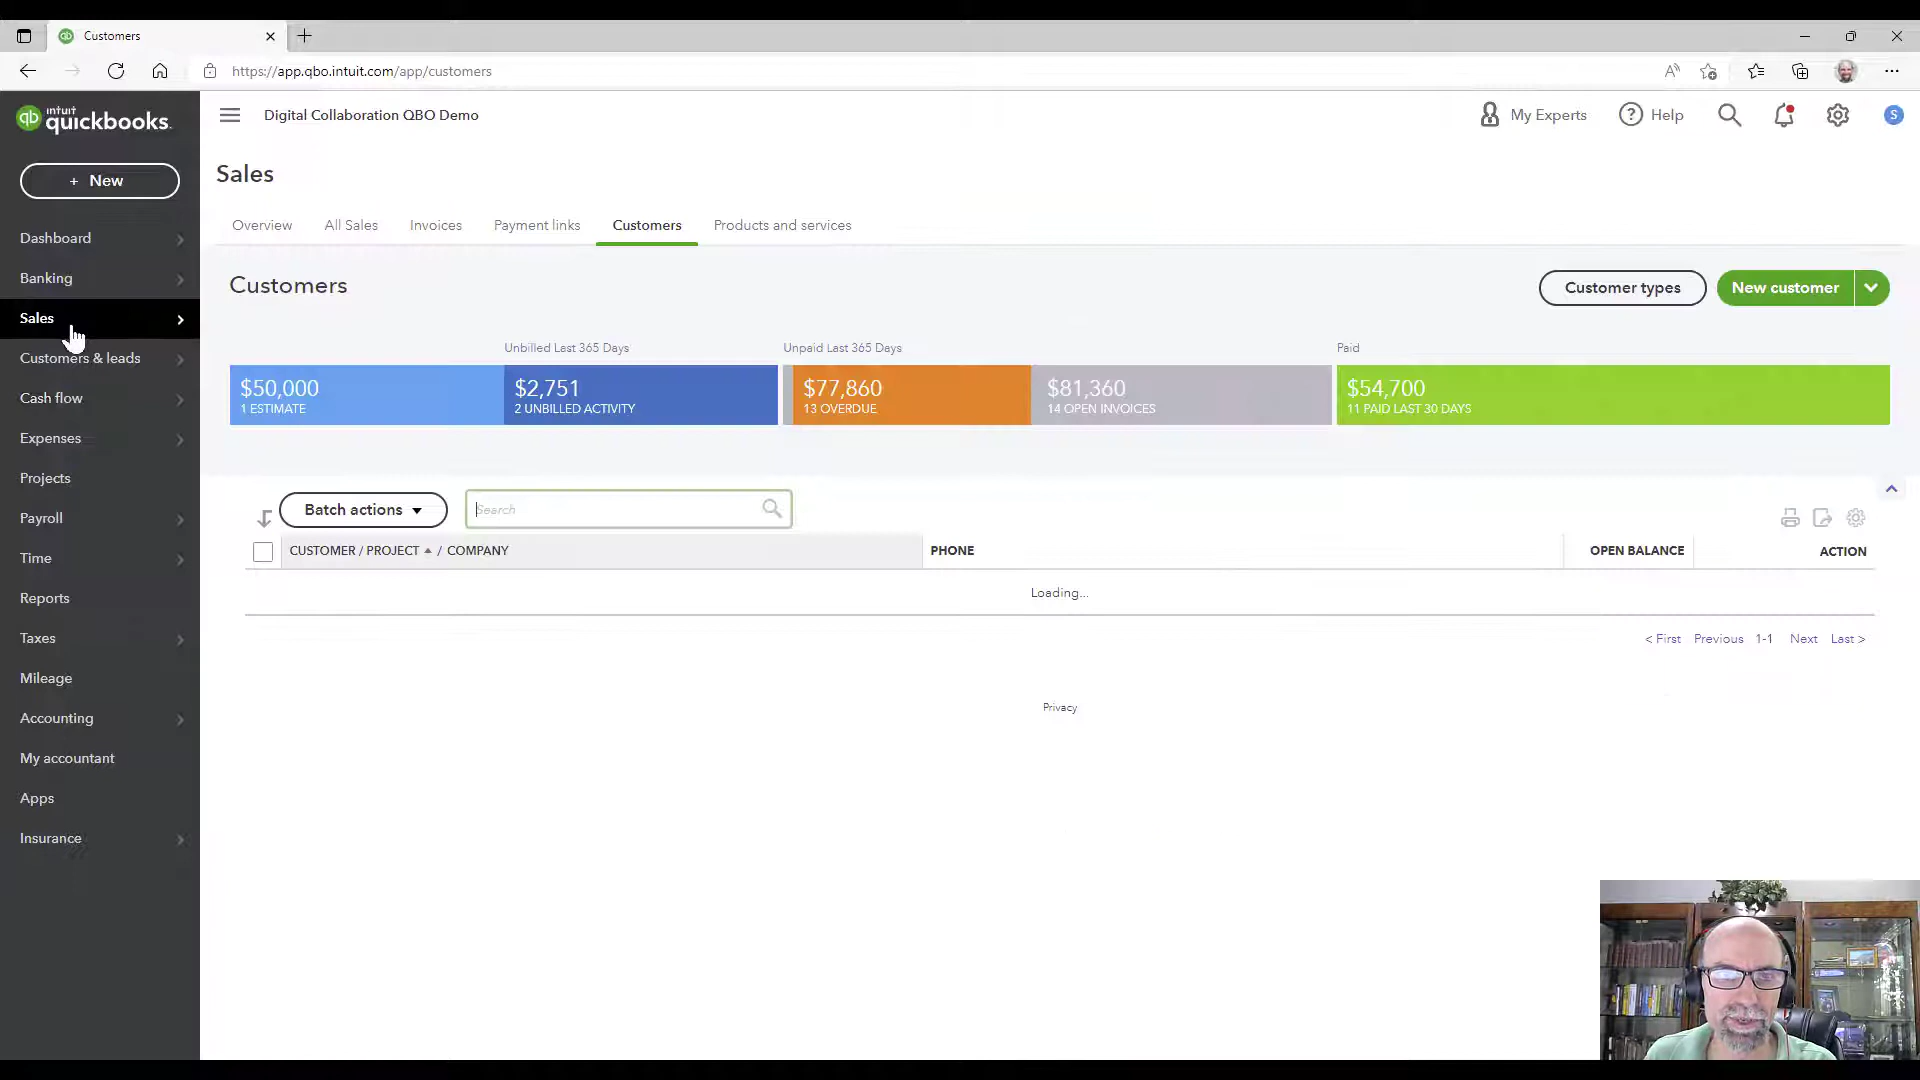 Customers
https://app.qbo.intuit.com/app/customers
intuit
quickbooks.
qb
Digital Collaboration QBO Demo
My Experts
Help
S
+ New
Dashboard
Banking
Sales
Customers & leads
Cash flow
Expenses
Projects
Payroll
Time
Reports
Taxes
Mileage
Accounting
My accountant
Apps
Insurance
Sales
Overview
All Sales
Invoices
Payment links
Customers
Products and services
Customers
Customer types
New customer
Unbilled Last 365 Days
Unpaid Last 365 Days
Paid
$50,000
1 ESTIMATE
$2,751
2 UNBILLED ACTIVITY
$77,860
13 OVERDUE
$81,360
14 OPEN INVOICES
$54,700
11 PAID LAST 30 DAYS
Batch actions
Search
CUSTOMER / PROJECT / COMPANY
PHONE
OPEN BALANCE
ACTION
Loading...
< First Previous 1-1 Next Last >
Privacy